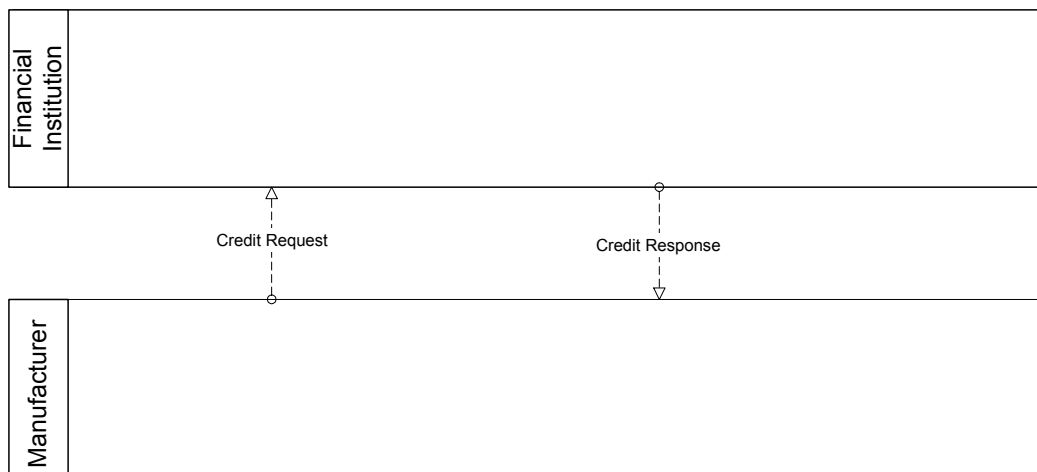 Financial
Institution
Credit Request
Credit Response
Manufacturer